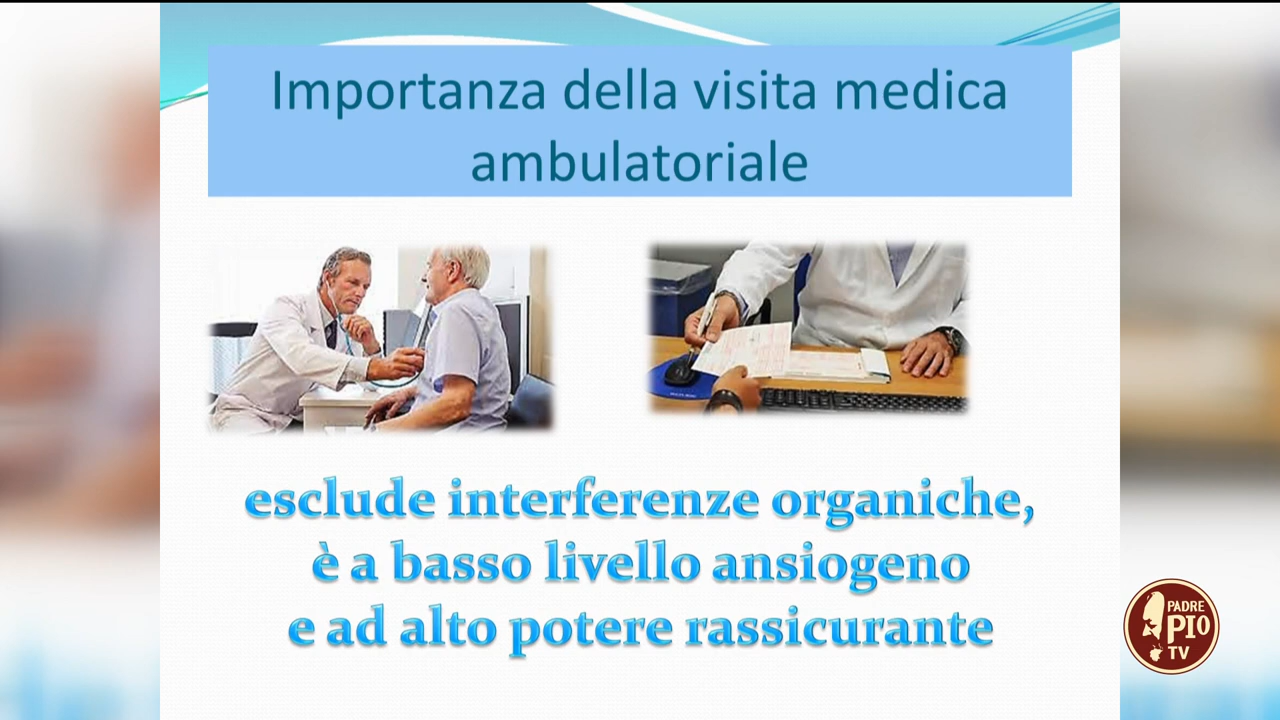 Importanza della visita medica
ambulatoriale
esclude interferenze organiche,
è a basso livello ansiogeno
e ad alto potere rassicurante
PADRE
PIO
TV